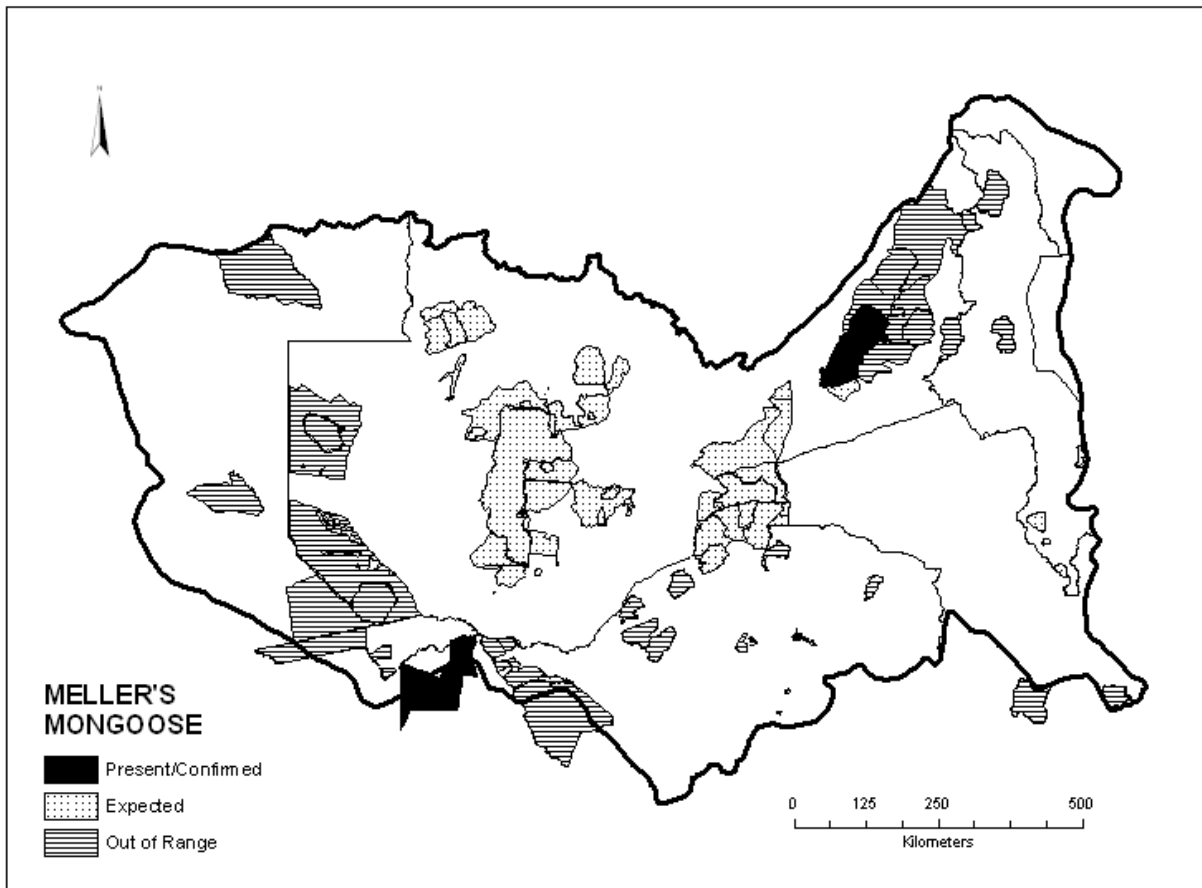 N
MELLER'S
MONGOOSE
Present/Confirmed
Expected
Out of Range
0 125 250 500
Kilometers